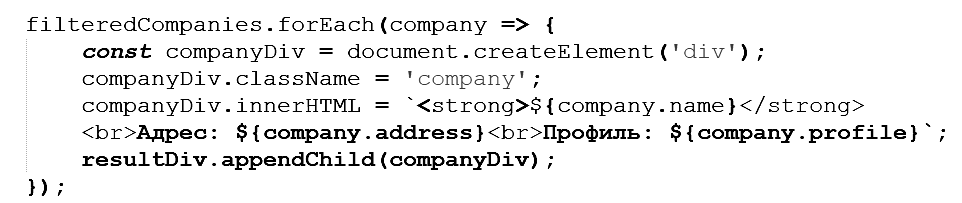 filteredCompanies.forEach(company => {
    const companyDiv = document.createElement('div');
    companyDiv.className = 'company';
    companyDiv.innerHTML = `<strong>${company.name}</strong>
    <br>Адрес: ${company.address}<br>Профиль: ${company.profile}`;
    resultDiv.appendChild(companyDiv);
});